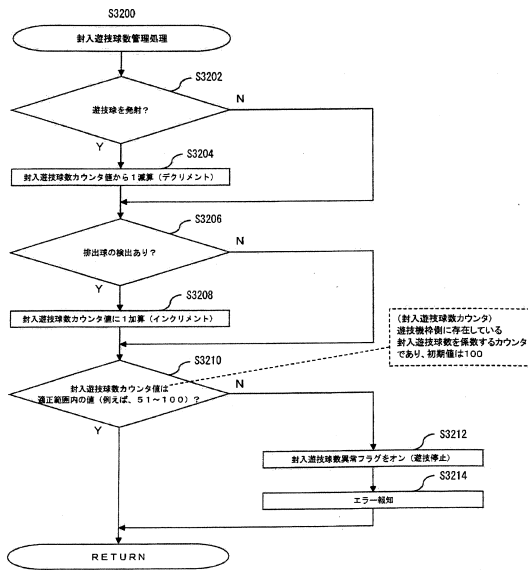 S3200
封入遊技球数管理処理
S3202
遊技球を発射？
N
Y
S3204
封入遊技球数カウンタ値から１減算（デクリメント）
S3206
排出球の検出あり？
N
Y
S3208
封入遊技球数カウンタ値に１加算（インクリメント）
（封入遊技球数カウンタ）
遊技機枠側に存在している
封入遊技球数を係数するカウンタ
であり、初期値は１００
S3210
封入遊技球数カウンタ値は
適正範囲内の値（例えば、５１～１００）？
N
Y
S3212
封入遊技球数異常フラグをオン（遊技停止）
S3214
エラー報知
ＲＥＴＵＲＮ